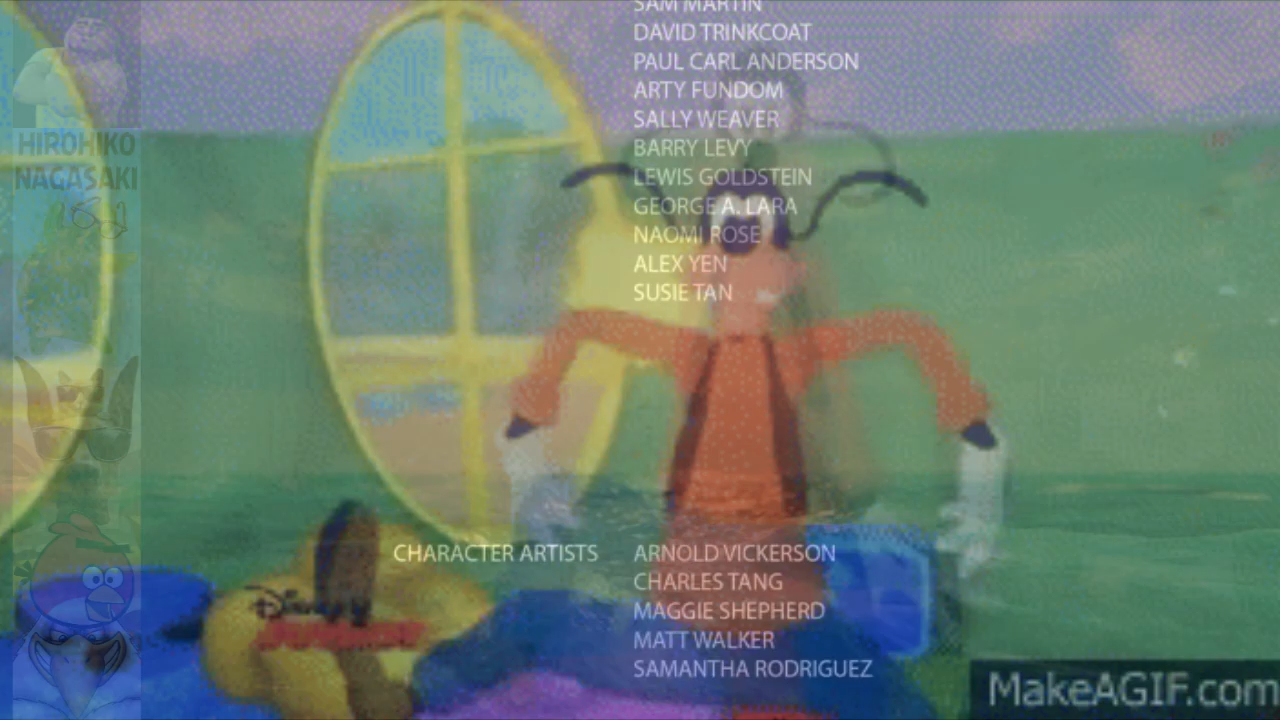 SAM MARTIN
DAVID TRINKCOAT
PAUL CARL ANDERSON
ARTY FUNDOM
SALLY WEAVER
BARRY LEVY
LEWIS GOLDSTEIN
GEORGE A. LARA
NAOMI ROSE
ALEX YEN
SUSIE TAN
HIROHIKO
NAGASAKI
CHARACTER ARTISTS ARNOLD VICKERSON
CHARLES TANG
MAGGIE SHEPHERD
MATT WALKER
SAMANTHA RODRIGUEZ
Disney
JUNIOR
MakeAGIF.com